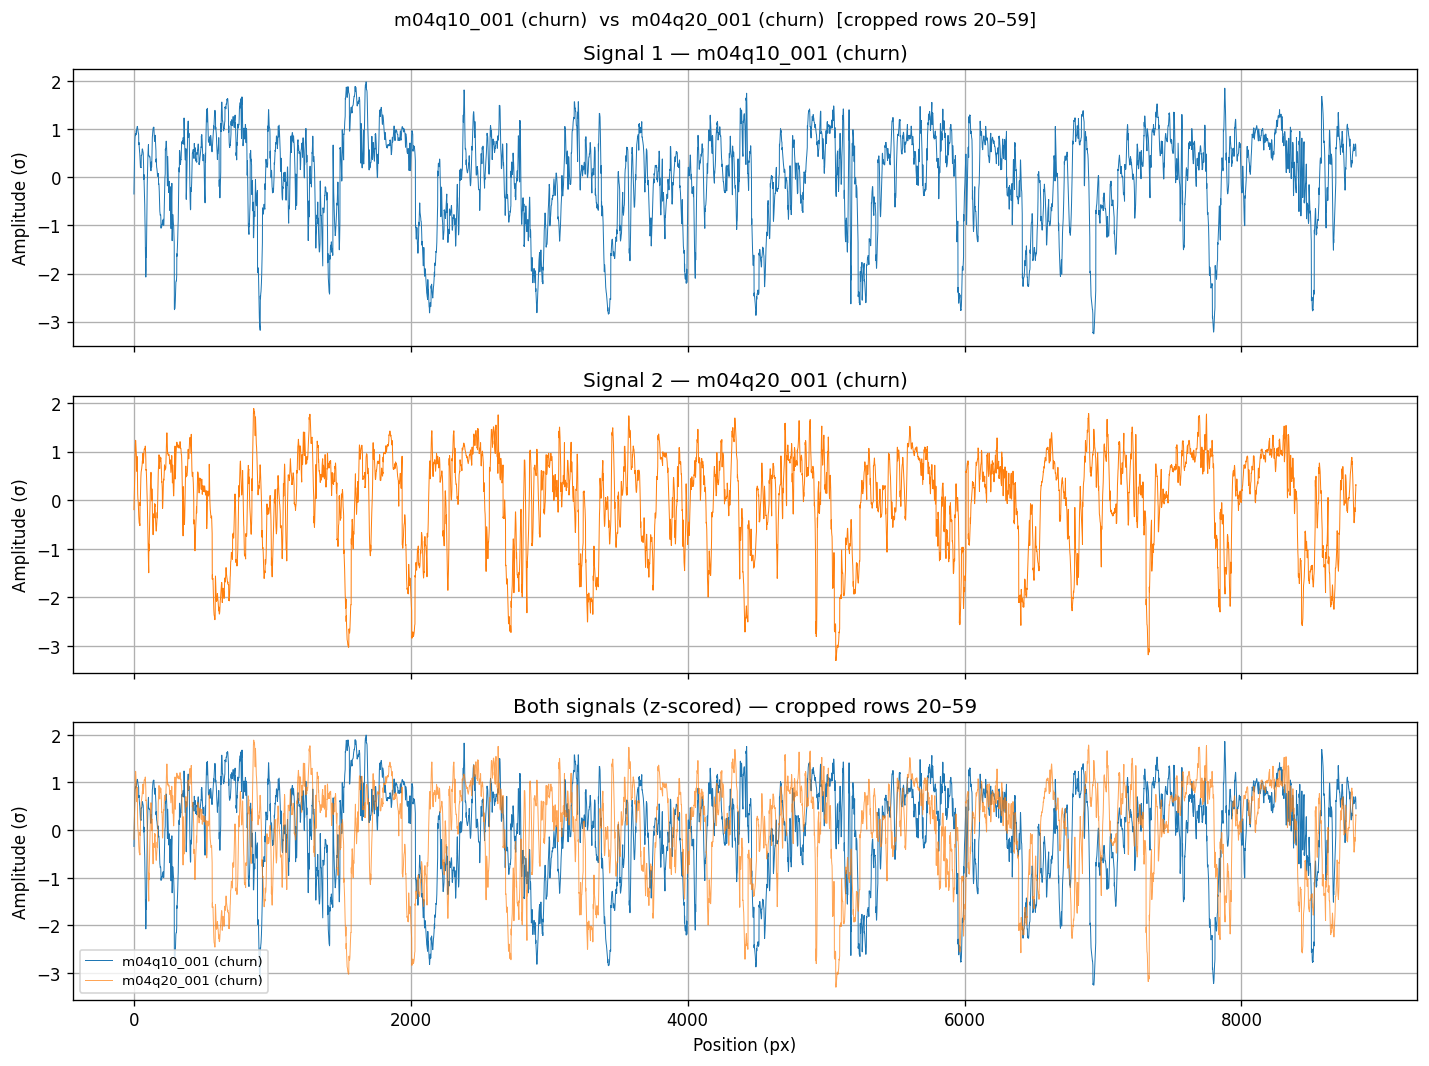 m04q10_001 (churn)  vs  m04q20_001 (churn)  [cropped rows 20–59]
Signal 1 — m04q10_001 (churn)
2
1
0
−1
−2
−3
Amplitude (σ)
Signal 2 — m04q20_001 (churn)
2
1
0
−1
−2
−3
Amplitude (σ)
Both signals (z-scored) — cropped rows 20–59
2
1
0
−1
−2
−3
Amplitude (σ)
m04q10_001 (churn)
m04q20_001 (churn)
0 2000 4000 6000 8000
Position (px)